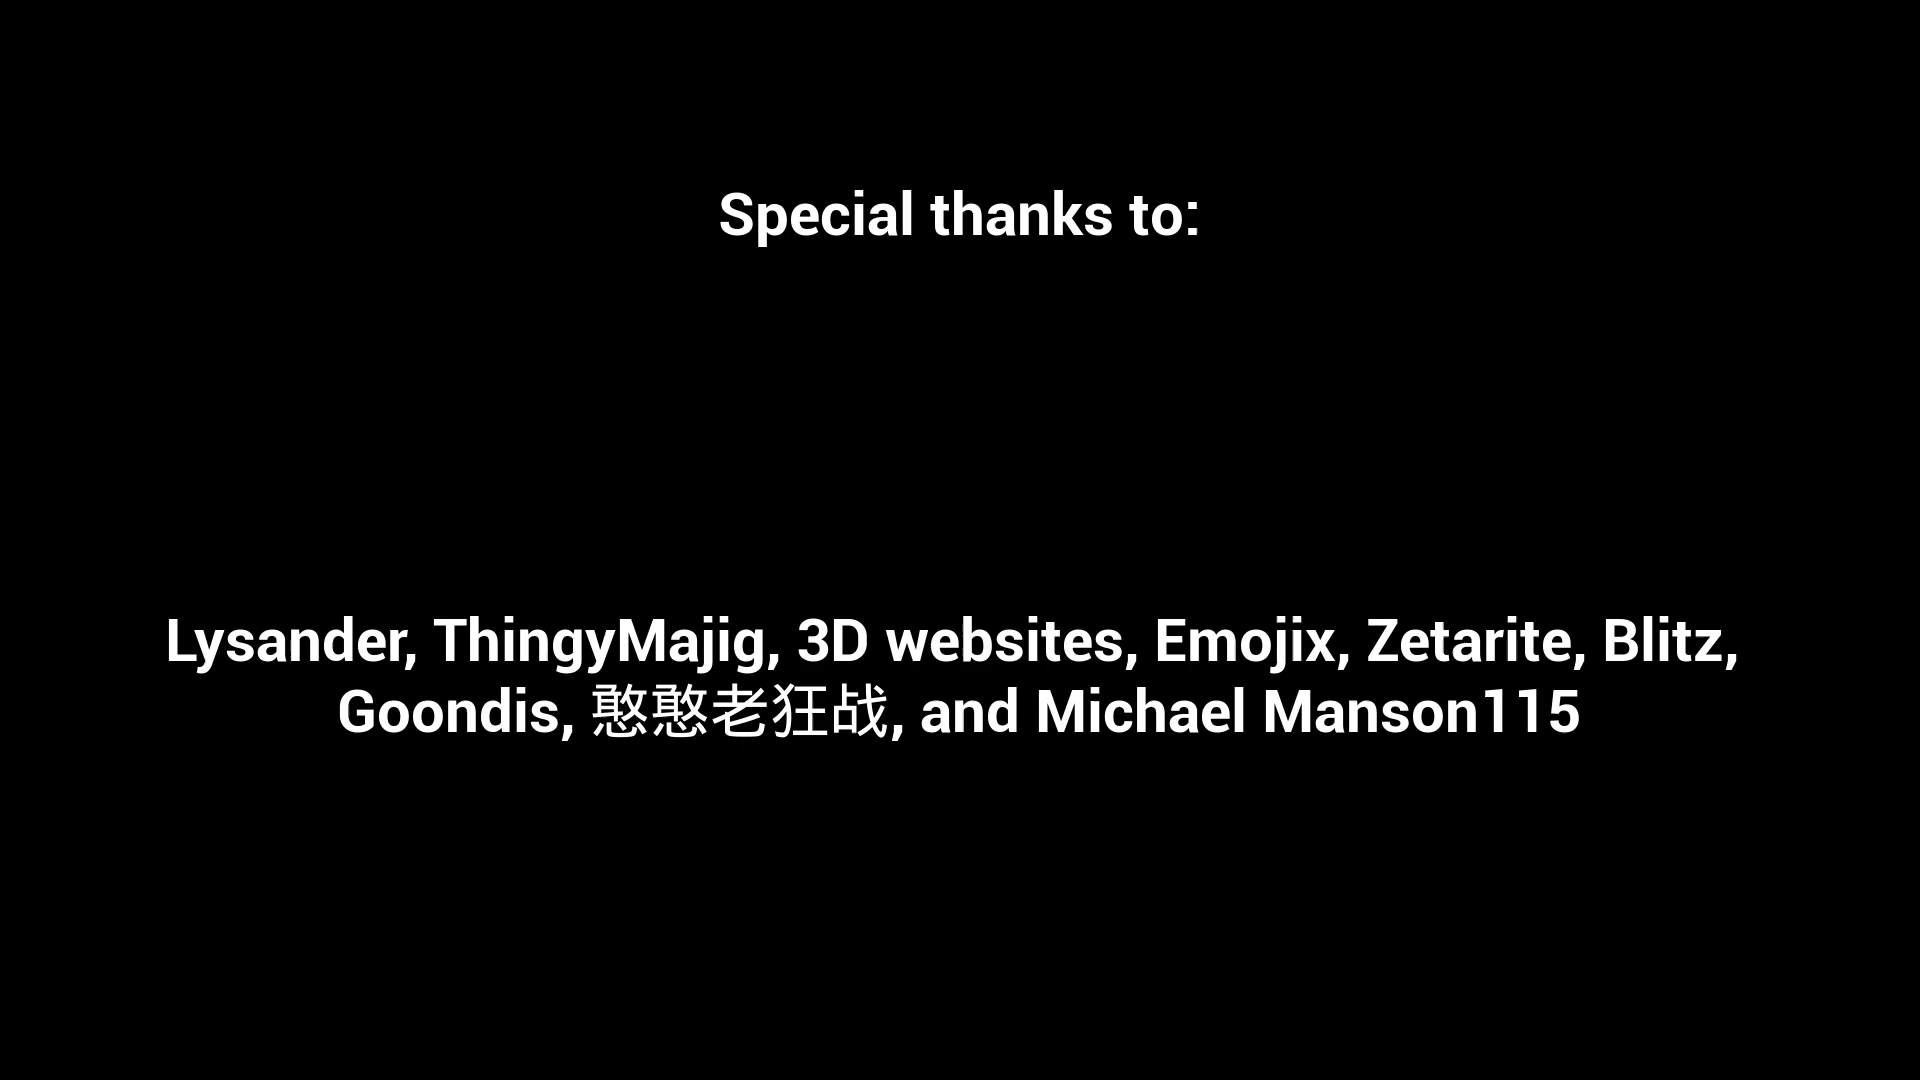 Special thanks to:
Lysander, ThingyMajig, 3D websites, Emojix, Zetarite, Blitz,
Goondis, 憨憨老狂战, and Michael Manson115